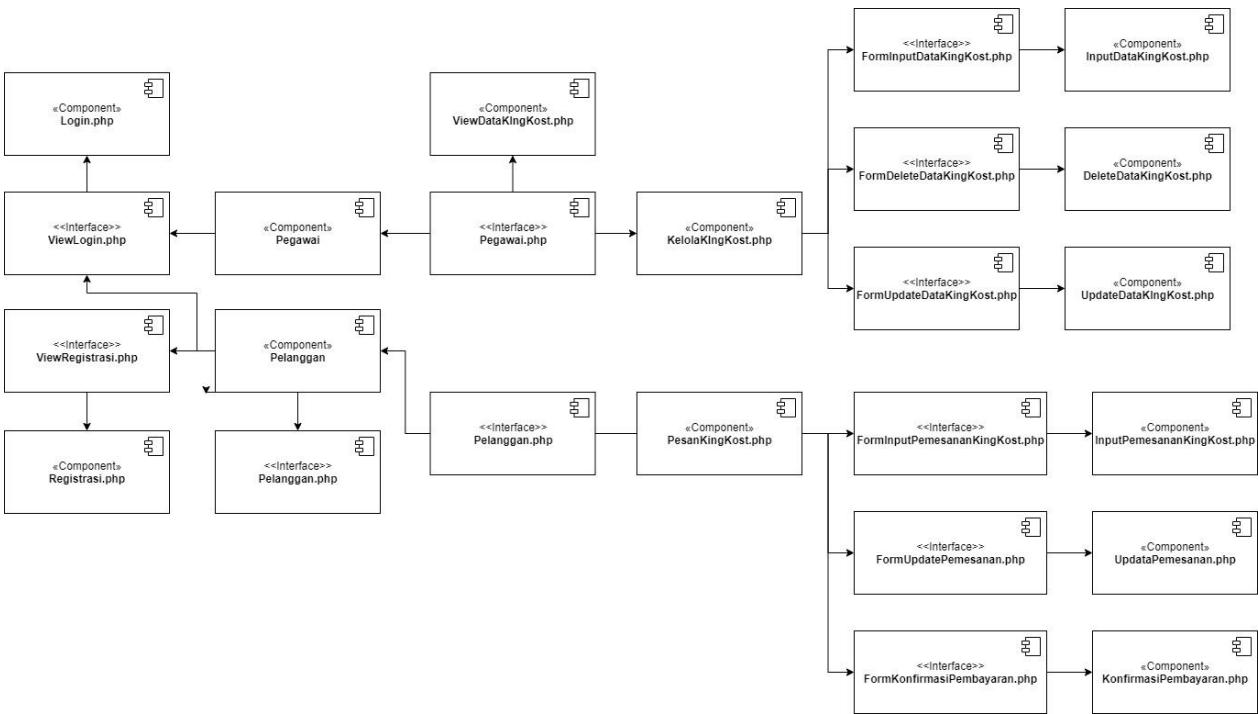 <<Interface>>
FormInputDataKingKost.php
«Component»
InputDataKingKost.php
«Component»
Login.php
«Component»
ViewDataKIngKost.php
<<Interface>>
FormDeleteDataKingKost.php
«Component»
DeleteDataKingKost.php
<<Interface>>
ViewLogin.php
«Component»
Pegawai
<<Interface>>
Pegawai.php
«Component»
KelolaKIngKost.php
<<Interface>>
FormUpdateDataKingKost.php
«Component»
UpdateDataKIngKost.php
<<Interface>>
ViewRegistrasi.php
«Component»
Pelanggan
<<Interface>>
Pelanggan.php
«Component»
PesanKingKost.php
<<Interface>>
FormInputPemesananKingKost.php
«Component»
InputPemesananKingKost.php
«Component»
Registrasi.php
<<Interface>>
Pelanggan.php
<<Interface>>
FormUpdatePemesanan.php
«Component»
UpdataPemesanan.php
<<Interface>>
FormKonfirmasiPembayaran.php
«Component»
KonfirmasiPembayaran.php